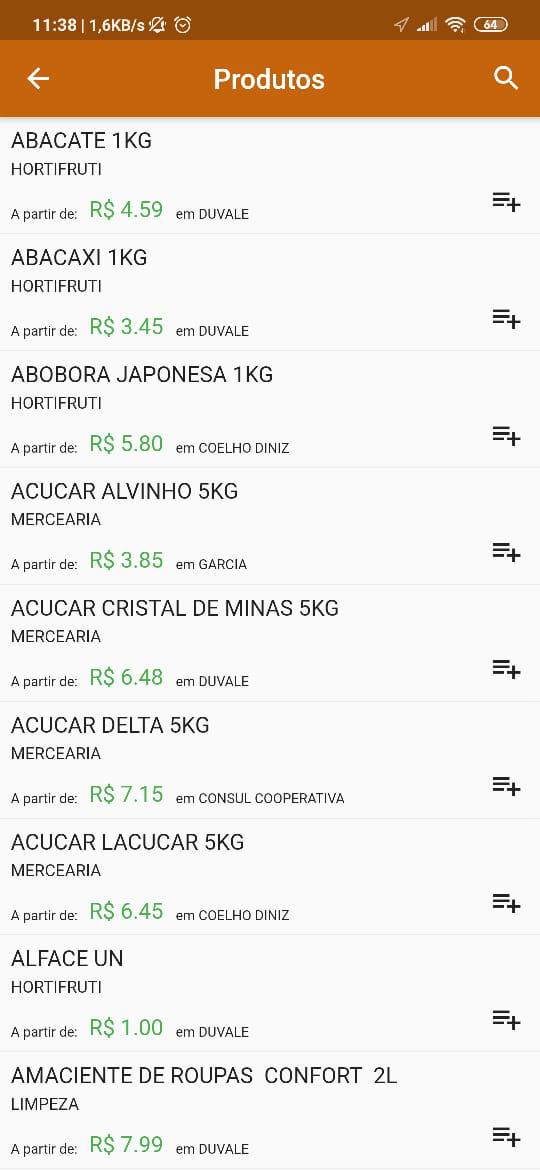 11:38 | 1,6KB/s 64
Produtos
ABACATE 1KG
HORTIFRUTI
A partir de: R$ 4.59 em DUVALE
ABACAXI 1KG
HORTIFRUTI
A partir de: R$ 3.45 em DUVALE
ABOBORA JAPONESA 1KG
HORTIFRUTI
A partir de: R$ 5.80 em COELHO DINIZ
ACUCAR ALVINHO 5KG
MERCEARIA
A partir de: R$ 3.85 em GARCIA
ACUCAR CRISTAL DE MINAS 5KG
MERCEARIA
A partir de: R$ 6.48 em DUVALE
ACUCAR DELTA 5KG
MERCEARIA
A partir de: R$ 7.15 em CONSUL COOPERATIVA
ACUCAR LACUCAR 5KG
MERCEARIA
A partir de: R$ 6.45 em COELHO DINIZ
ALFACE UN
HORTIFRUTI
A partir de: R$ 1.00 em DUVALE
AMACIENTE DE ROUPAS  CONFORT  2L
LIMPEZA
A partir de: R$ 7.99 em DUVALE